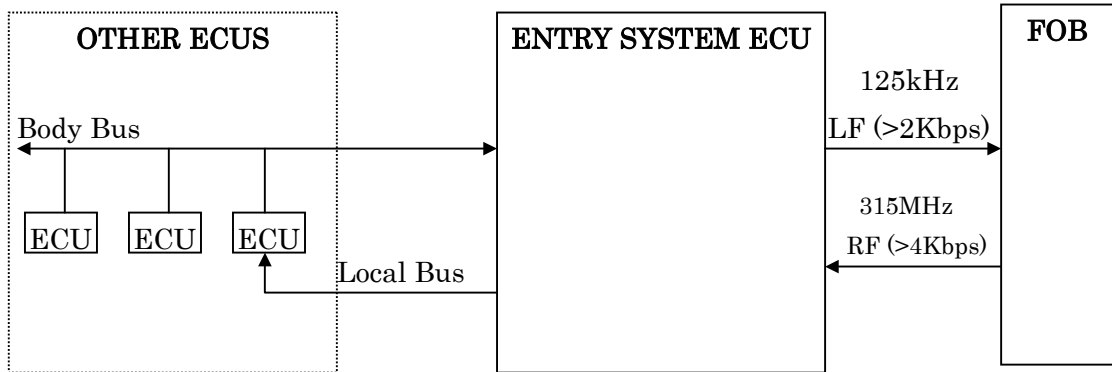 OTHER ECUS
Body Bus
ECU
ECU
ECU
Local Bus
ENTRY SYSTEM ECU
125kHz
LF (>2Kbps)
315MHz
RF (>4Kbps)
FOB